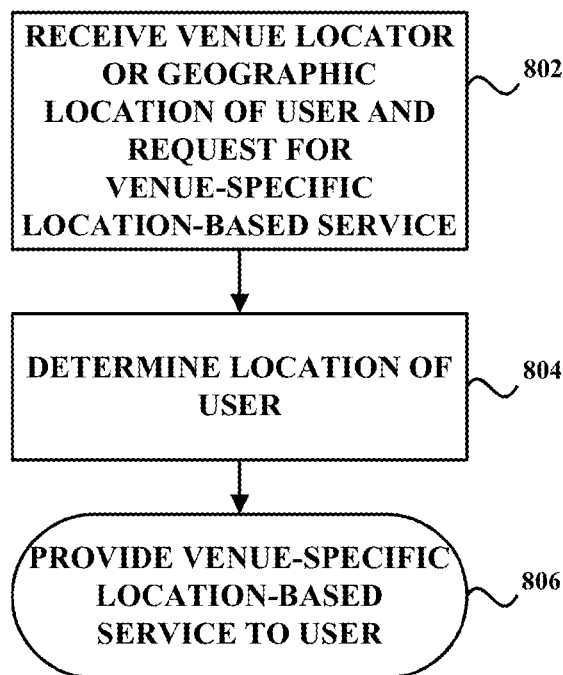 RECEIVE VENUE LOCATOR
OR GEOGRAPHIC
LOCATION OF USER AND
REQUEST FOR
VENUE-SPECIFIC
LOCATION-BASED SERVICE
802
DETERMINE LOCATION OF
USER
804
PROVIDE VENUE-SPECIFIC
LOCATION-BASED
SERVICE TO USER
806